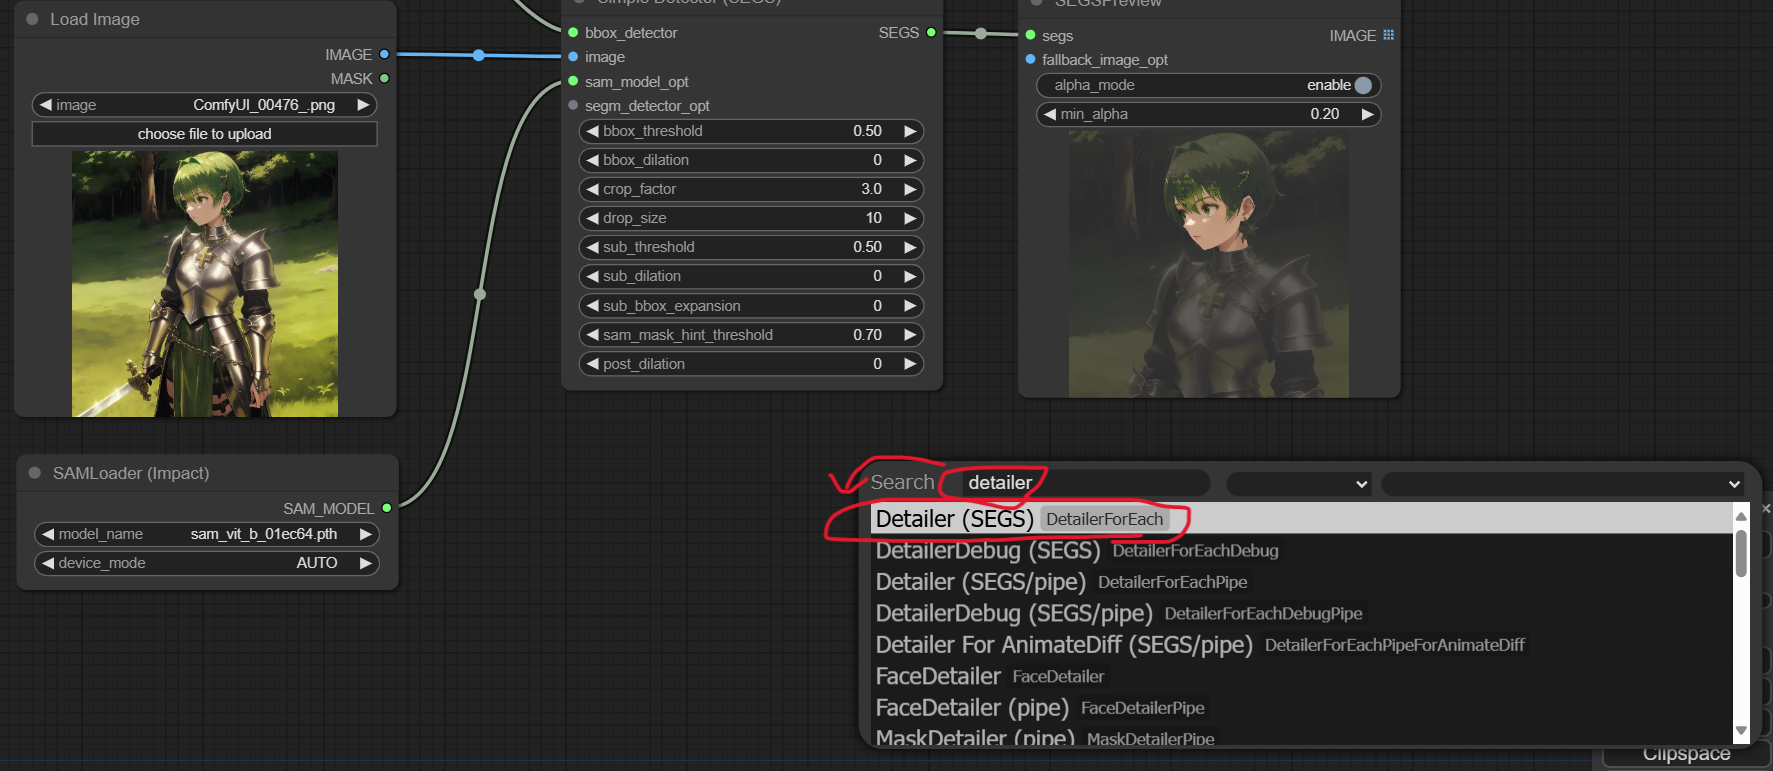 Load Image
IMAGE
MASK
image ComfyUI_00476_.png
choose file to upload
SAMLoader (Impact)
SAM_MODEL
model_name sam_vit_b_01ec64.pth
device_mode AUTO
Simple Detector (SEGS)
bbox_detector SEGS
image
sam_model_opt
segm_detector_opt
bbox_threshold 0.50
bbox_dilation 0
crop_factor 3.0
drop_size 10
sub_threshold 0.50
sub_dilation 0
sub_bbox_expansion 0
sam_mask_hint_threshold 0.70
post_dilation 0
SEGSPreview
segs IMAGE
fallback_image_opt
alpha_mode enable
min_alpha 0.20
Search detailer
Detailer (SEGS) DetailerForEach
DetailerDebug (SEGS) DetailerForEachDebug
Detailer (SEGS/pipe) DetailerForEachPipe
DetailerDebug (SEGS/pipe) DetailerForEachDebugPipe
Detailer For AnimateDiff (SEGS/pipe) DetailerForEachPipeForAnimateDiff
FaceDetailer FaceDetailer
FaceDetailer (pipe) FaceDetailerPipe
MaskDetailer (pipe) MaskDetailerPipe
Clipspace